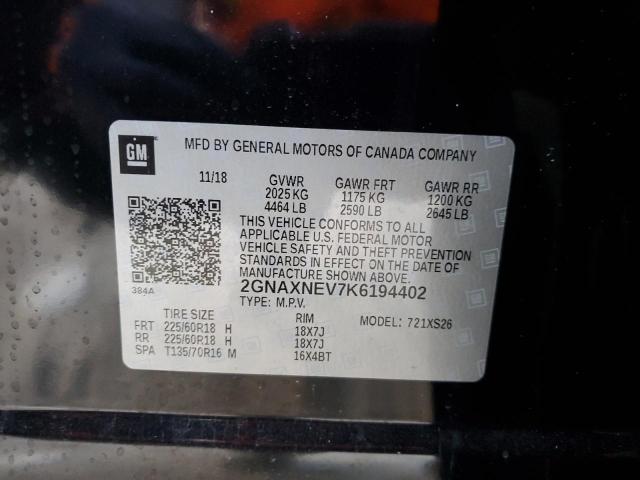 GM
MFD BY GENERAL MOTORS OF CANADA COMPANY
11/18 GVWR GAWR FRT GAWR RR
2025 KG 1175 KG 1200 KG
4464 LB 2590 LB 2645 LB
THIS VEHICLE CONFORMS TO ALL
APPLICABLE U.S. FEDERAL MOTOR
VEHICLE SAFETY AND THEFT PREVENTION
STANDARDS IN EFFECT ON THE DATE OF
MANUFACTURE SHOWN ABOVE.
384A
2GNAXNEV7K6194402
TYPE: M.P.V.
TIRE SIZE RIM MODEL: 721XS26
FRT 225/60R18 H 18X7J
RR 225/60R18 H 18X7J
SPA T135/70R16 M 16X4BT